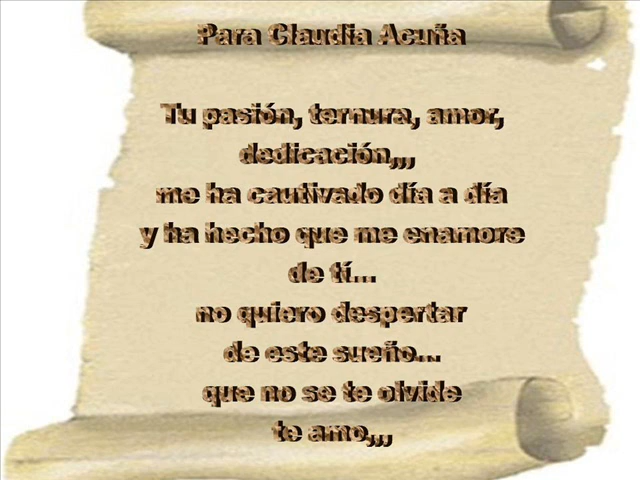 Para Claudia Acuña
Tu pasión, ternura, amor,
dedicación,,,
me ha cautivado día a día
y ha hecho que me enamore
de tí...
no quiero despertar
de este sueño...
que no se te olvide
te amo,,,